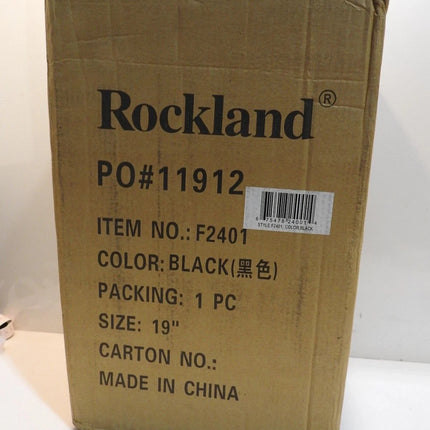 Rockland®
PO#11912
ITEM NO.: F2401
COLOR: BLACK(黑色)
PACKING: 1 PC
SIZE: 19"
CARTON NO.:
MADE IN CHINA
STYLE F2401, COLOR BLACK